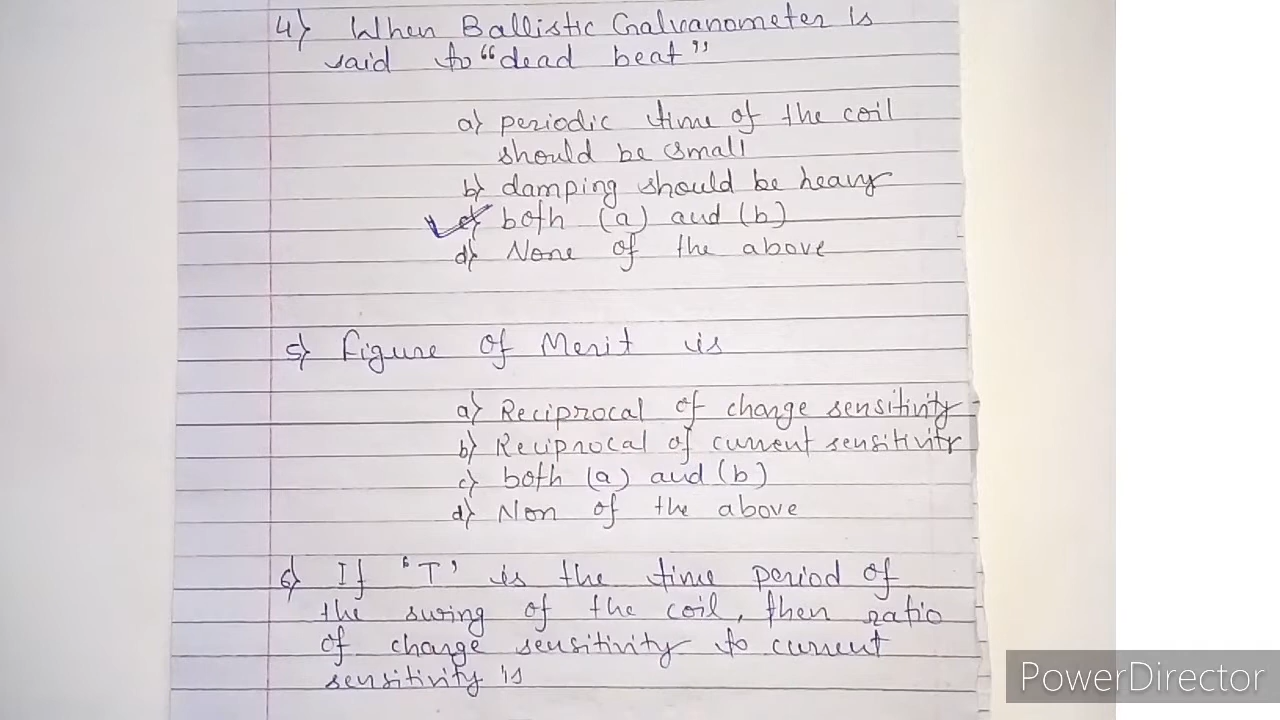 4) When Ballistic Galvanometer is
said to "dead beat"
a) periodic time of the coil
should be small
b) damping should be heavy
c) both (a) and (b)
d) None of the above
5) Figure of Merit is
a) Reciprocal of charge sensitivity
b) Reciprocal of current sensitivity
c) both (a) and (b)
d) Non of the above
6) If 'T' is the time period of
the swing of the coil, then ratio
of charge sensitivity to current
sensitivity is
PowerDirector